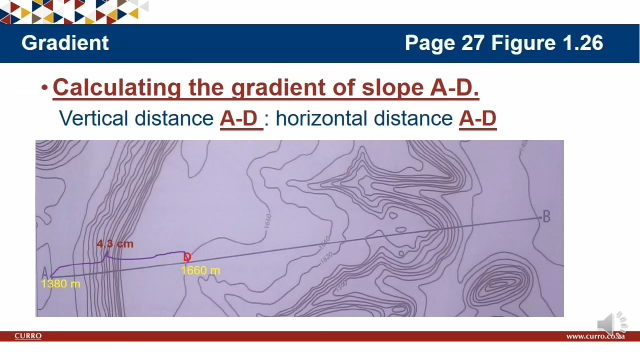 Gradient
Page 27 Figure 1.26
• Calculating the gradient of slope A-D.
Vertical distance A-D : horizontal distance A-D
4,3 cm
A
D
B
1380 m
1660 m
1600
CURRO
www.curro.co.za